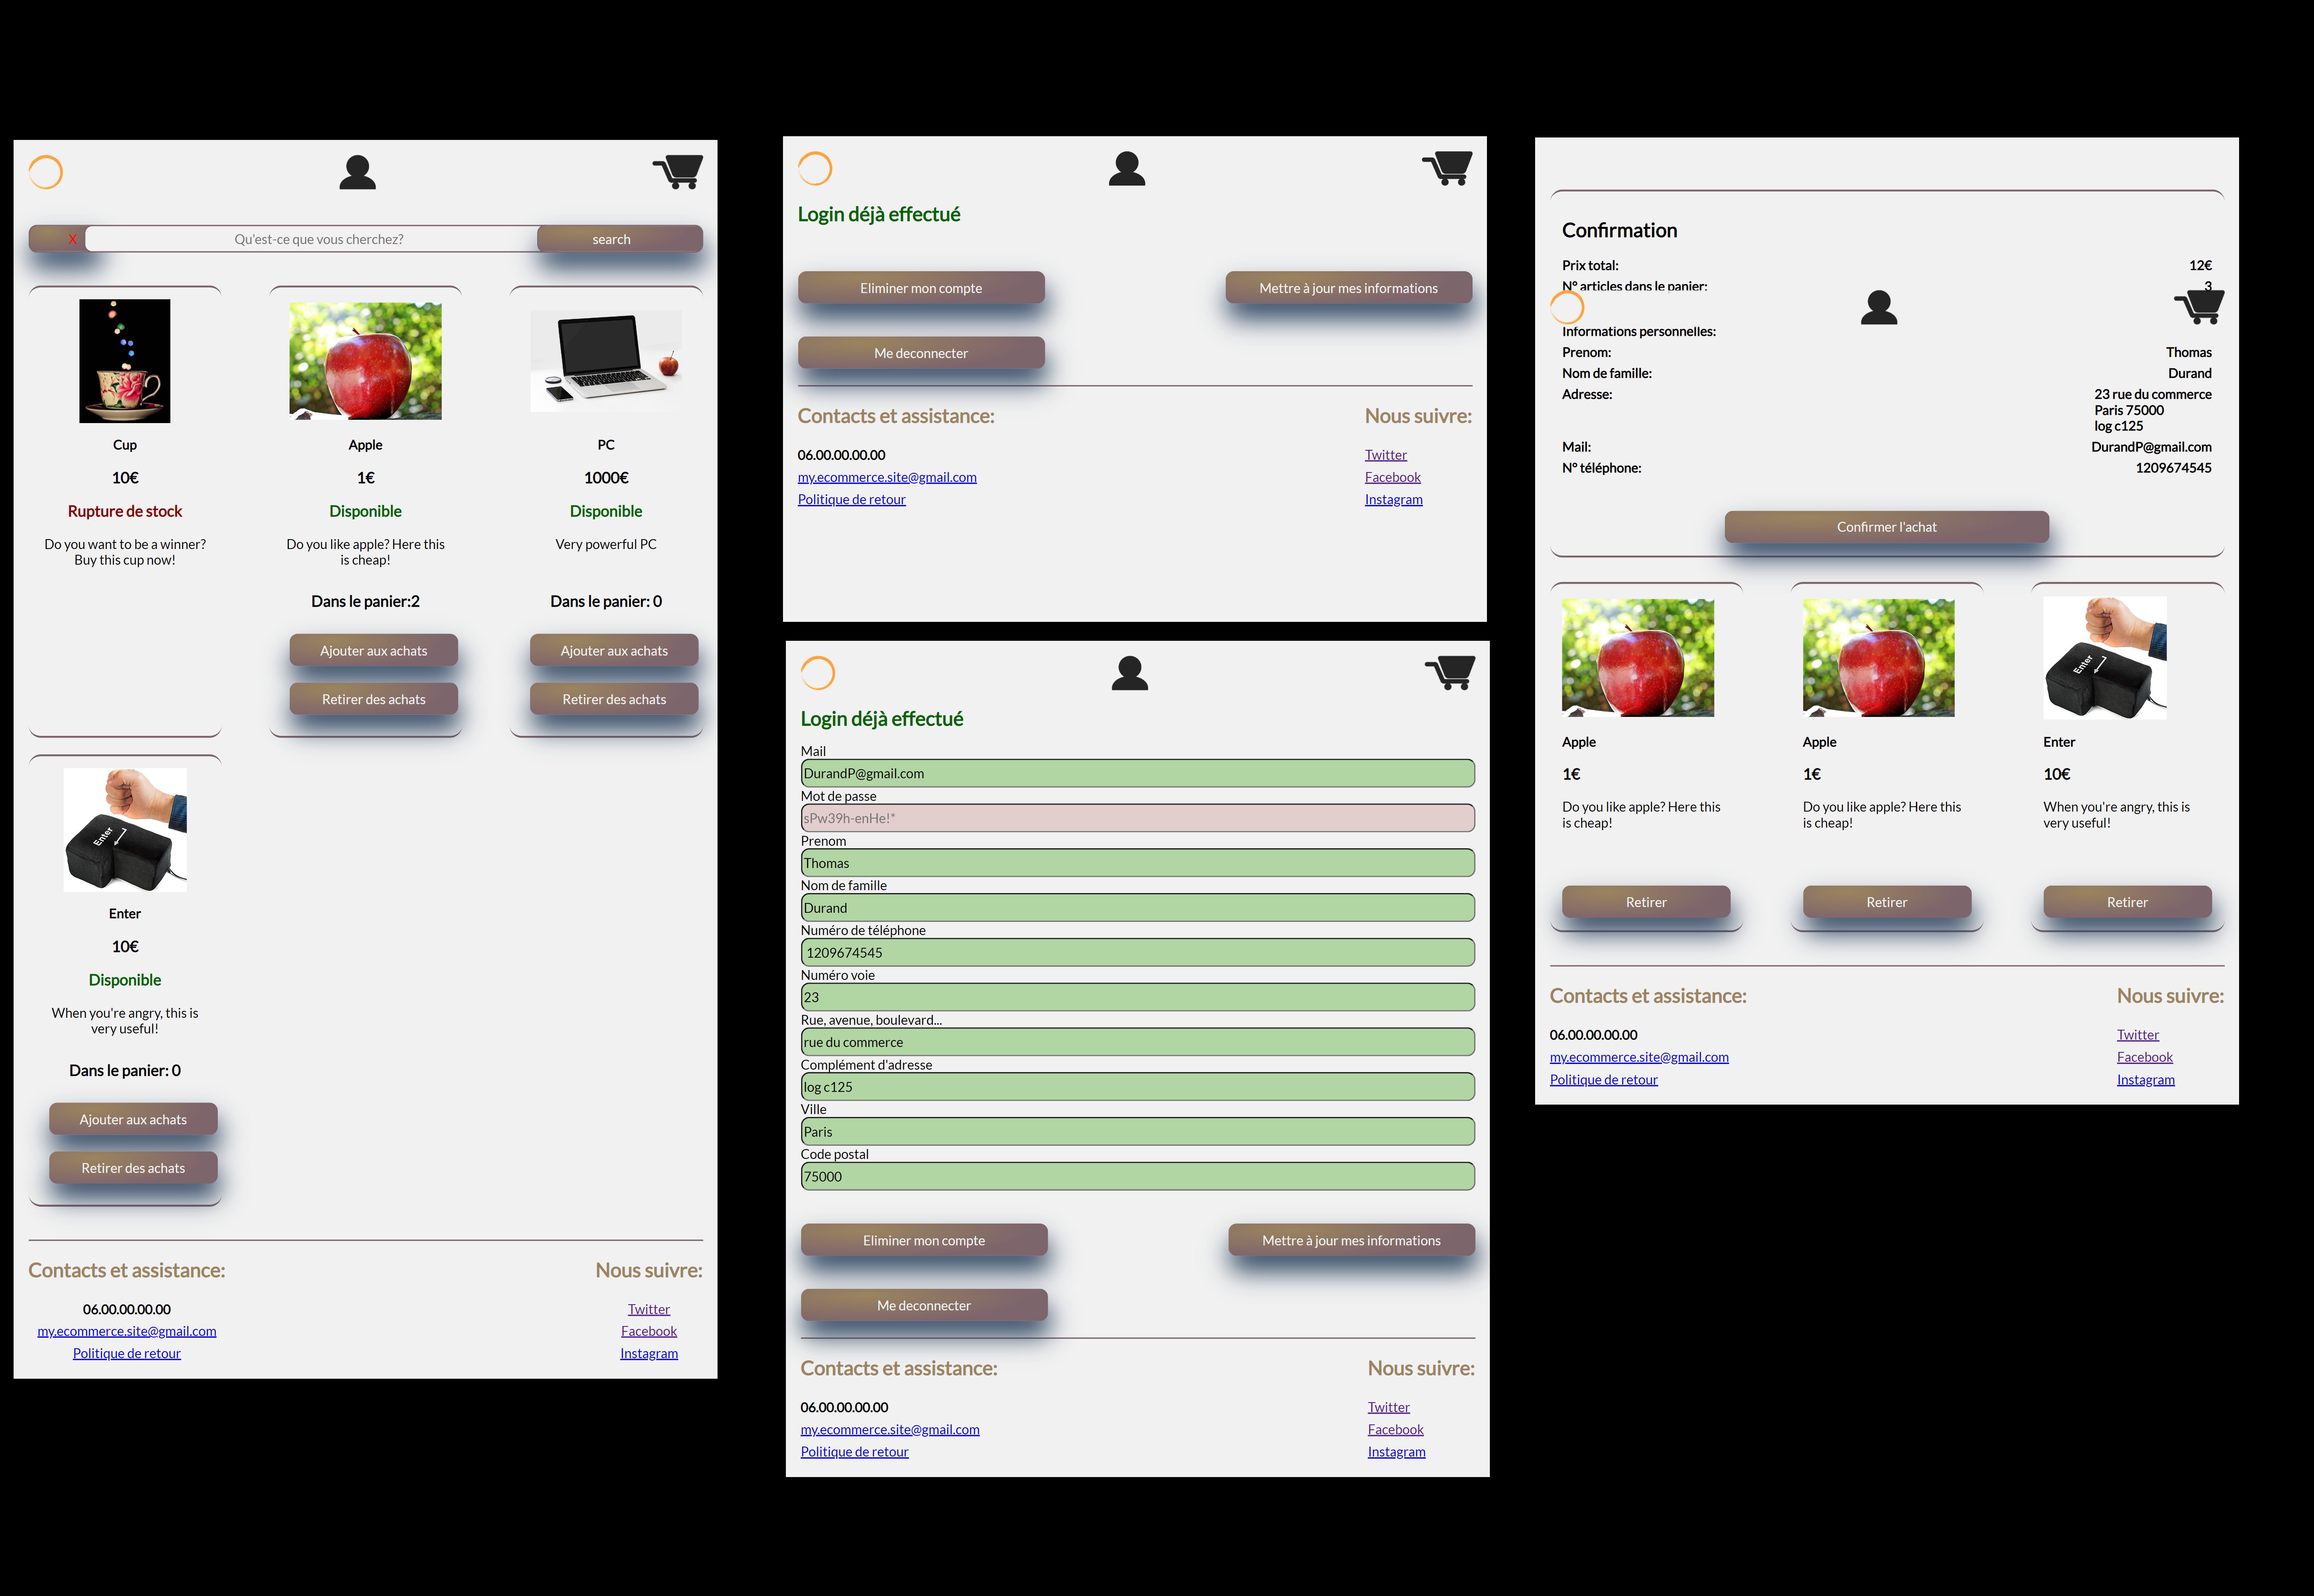 X
Qu'est-ce que vous cherchez?
search
Cup
10€
Rupture de stock
Do you want to be a winner?
Buy this cup now!
Apple
1€
Disponible
Do you like apple? Here this
is cheap!
Dans le panier:2
Ajouter aux achats
Retirer des achats
PC
1000€
Disponible
Very powerful PC
Dans le panier: 0
Ajouter aux achats
Retirer des achats
Enter
Enter
10€
Disponible
When you're angry, this is
very useful!
Dans le panier: 0
Ajouter aux achats
Retirer des achats
Contacts et assistance:
06.00.00.00.00
my.ecommerce.site@gmail.com
Politique de retour
Nous suivre:
Twitter
Facebook
Instagram
Login déjà effectué
Eliminer mon compte
Mettre à jour mes informations
Me deconnecter
Contacts et assistance:
06.00.00.00.00
my.ecommerce.site@gmail.com
Politique de retour
Nous suivre:
Twitter
Facebook
Instagram
Login déjà effectué
Mail
DurandP@gmail.com
Mot de passe
sPw39h-enHe!*
Prenom
Thomas
Nom de famille
Durand
Numéro de téléphone
1209674545
Numéro voie
23
Rue, avenue, boulevard...
rue du commerce
Complément d'adresse
log c125
Ville
Paris
Code postal
75000
Eliminer mon compte
Mettre à jour mes informations
Me deconnecter
Contacts et assistance:
06.00.00.00.00
my.ecommerce.site@gmail.com
Politique de retour
Nous suivre:
Twitter
Facebook
Instagram
Confirmation
Prix total: 12€
N° articles dans le panier: 3
Informations personnelles:
Prenom: Thomas
Nom de famille: Durand
Adresse: 23 rue du commerce
Paris 75000
log c125
Mail: DurandP@gmail.com
N° téléphone: 1209674545
Confirmer l'achat
Apple
1€
Do you like apple? Here this
is cheap!
Retirer
Apple
1€
Do you like apple? Here this
is cheap!
Retirer
Enter
Enter
10€
When you're angry, this is
very useful!
Retirer
Contacts et assistance:
06.00.00.00.00
my.ecommerce.site@gmail.com
Politique de retour
Nous suivre:
Twitter
Facebook
Instagram